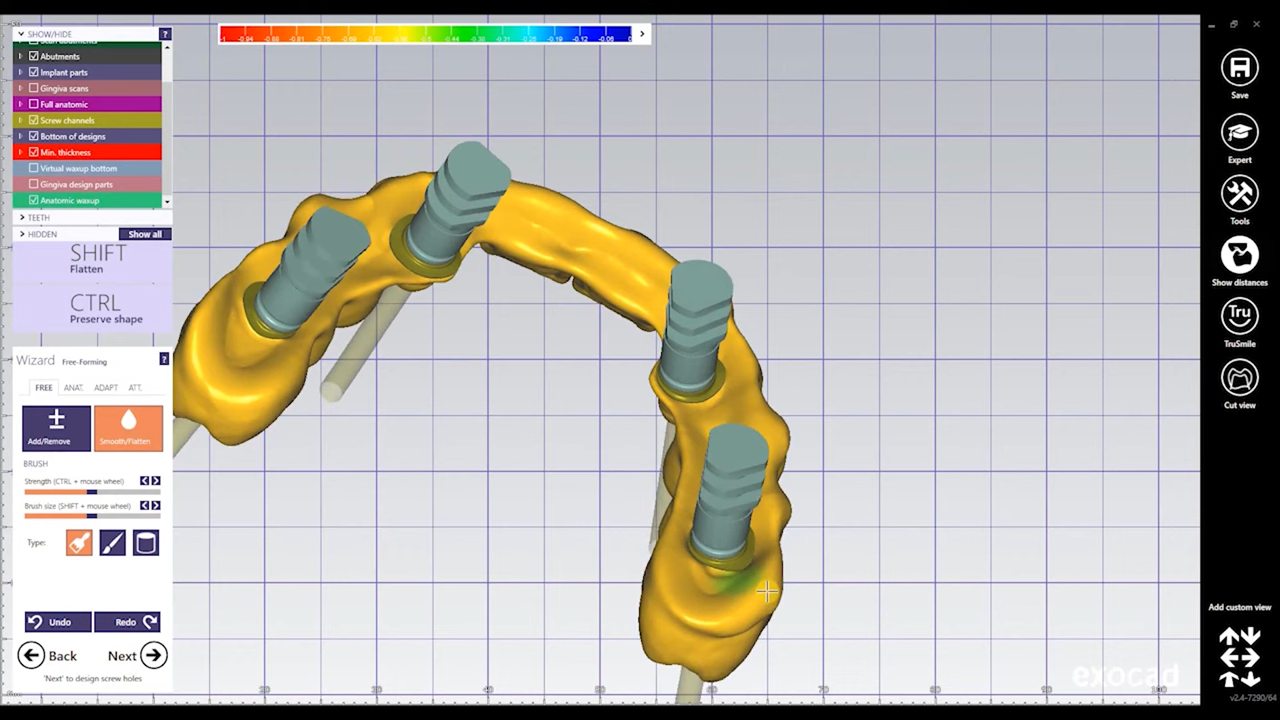 SHOW/HIDE
?
Abutments
Implant parts
Gingiva scans
Full anatomic
Screw channels
Bottom of designs
Min. thickness
Virtual waxup bottom
Gingiva design parts
Anatomic waxup
TEETH
HIDDEN
Show all
SHIFT
Flatten
CTRL
Preserve shape
Wizard Free-Forming
?
FREE ANAT. ADAPT ATT.
Add/Remove
Smooth/Flatten
BRUSH
Strength (CTRL + mouse wheel)
Brush size (SHIFT + mouse wheel)
Type:
Undo
Redo
Back
Next
'Next' to design screw holes
Save
Expert
Tools
Show distances
Tru
TruSmile
Cut view
Add custom view
exocad
v2.4-7290/64